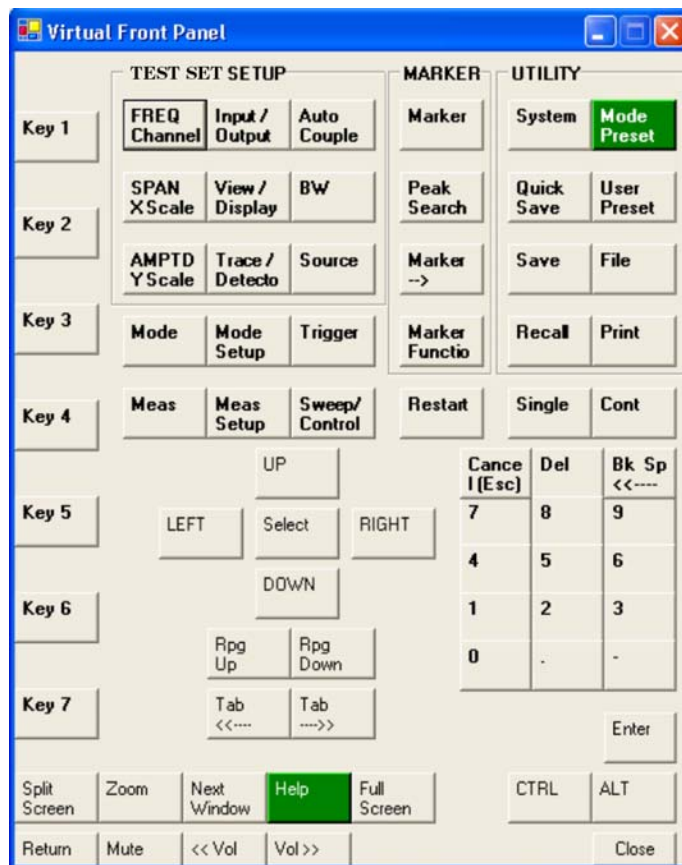 Virtual Front Panel
TEST SET SETUP MARKER UTILITY
Key 1
FREQ
Channel
Input /
Output
Auto
Couple
Marker
System
Mode
Preset
Key 2
SPAN
X Scale
View /
Display
BW
Peak
Search
Quick
Save
User
Preset
Key 3
AMPTD
Y Scale
Trace /
Detecto
Source
Marker
-->
Save
File
Mode
Mode
Setup
Trigger
Marker
Functio
Recall
Print
Key 4
Meas
Meas
Setup
Sweep/
Control
Restart
Single
Cont
UP
Cance
l (Esc)
Del
Bk Sp
<<----
Key 5
LEFT
Select
RIGHT
7 8 9
4 5 6
DOWN
Key 6
1 2 3
Rpg
Up
Rpg
Down
0 . -
Key 7
Tab
<<----
Tab
---->>
Enter
Split
Screen
Zoom
Next
Window
Help
Full
Screen
CTRL
ALT
Return
Mute
<< Vol
Vol >>
Close